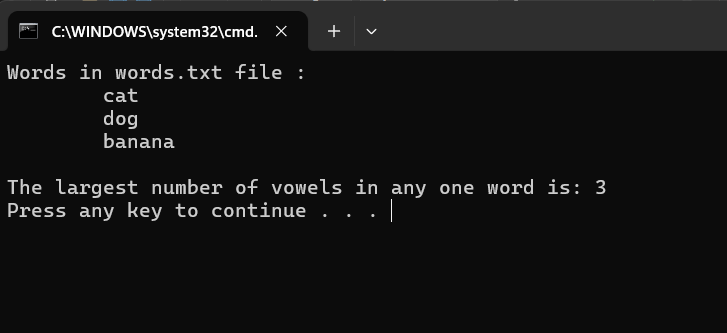 C:\WINDOWS\system32\cmd.
Words in words.txt file :
cat
dog
banana
The largest number of vowels in any one word is: 3
Press any key to continue . . .